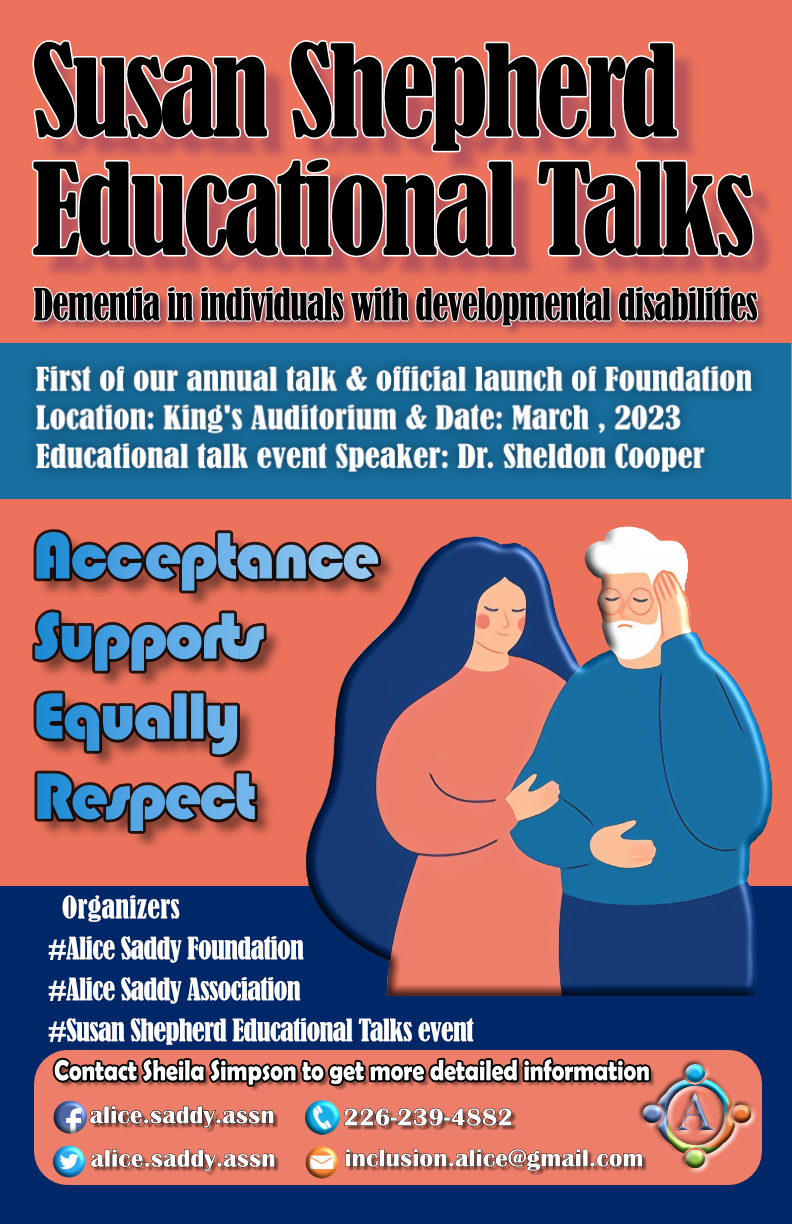 Susan Shepherd
Educational Talks
Dementia in individuals with developmental disabilities
First of our annual talk & official launch of Foundation
Location: King's Auditorium & Date: March , 2023
Educational talk event Speaker: Dr. Sheldon Cooper
Acceptance
Supports
Equally
Respect
Organizers
#Alice Saddy Foundation
#Alice Saddy Association
#Susan Shepherd Educational Talks event
Contact Sheila Simpson to get more detailed information
alice.saddy.assn
226-239-4882
alice.saddy.assn
inclusion.alice@gmail.com
A